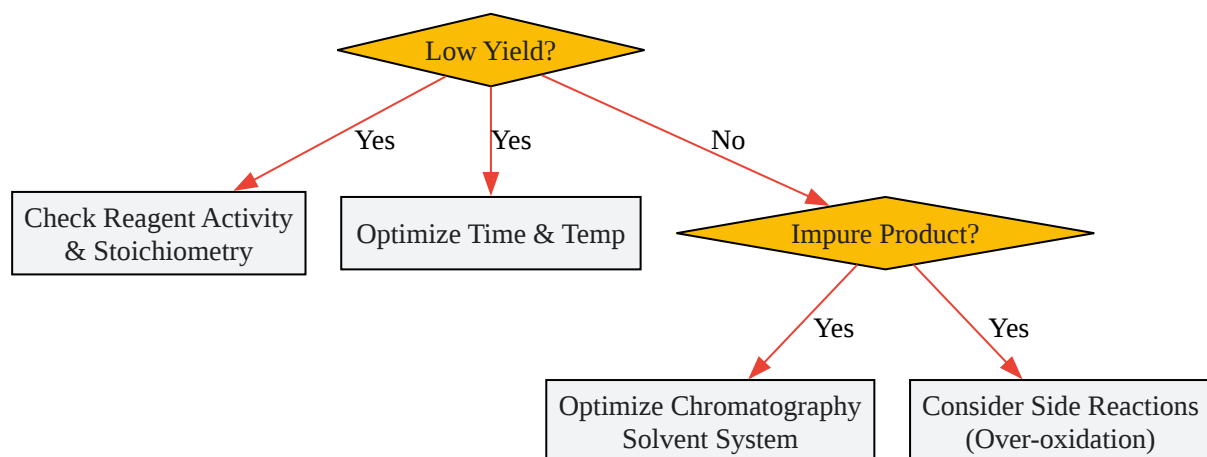 Low Yield?
Yes
Yes
No
Check Reagent Activity
& Stoichiometry
Optimize Time & Temp
Impure Product?
Yes
Yes
Optimize Chromatography
Solvent System
Consider Side Reactions
(Over-oxidation)